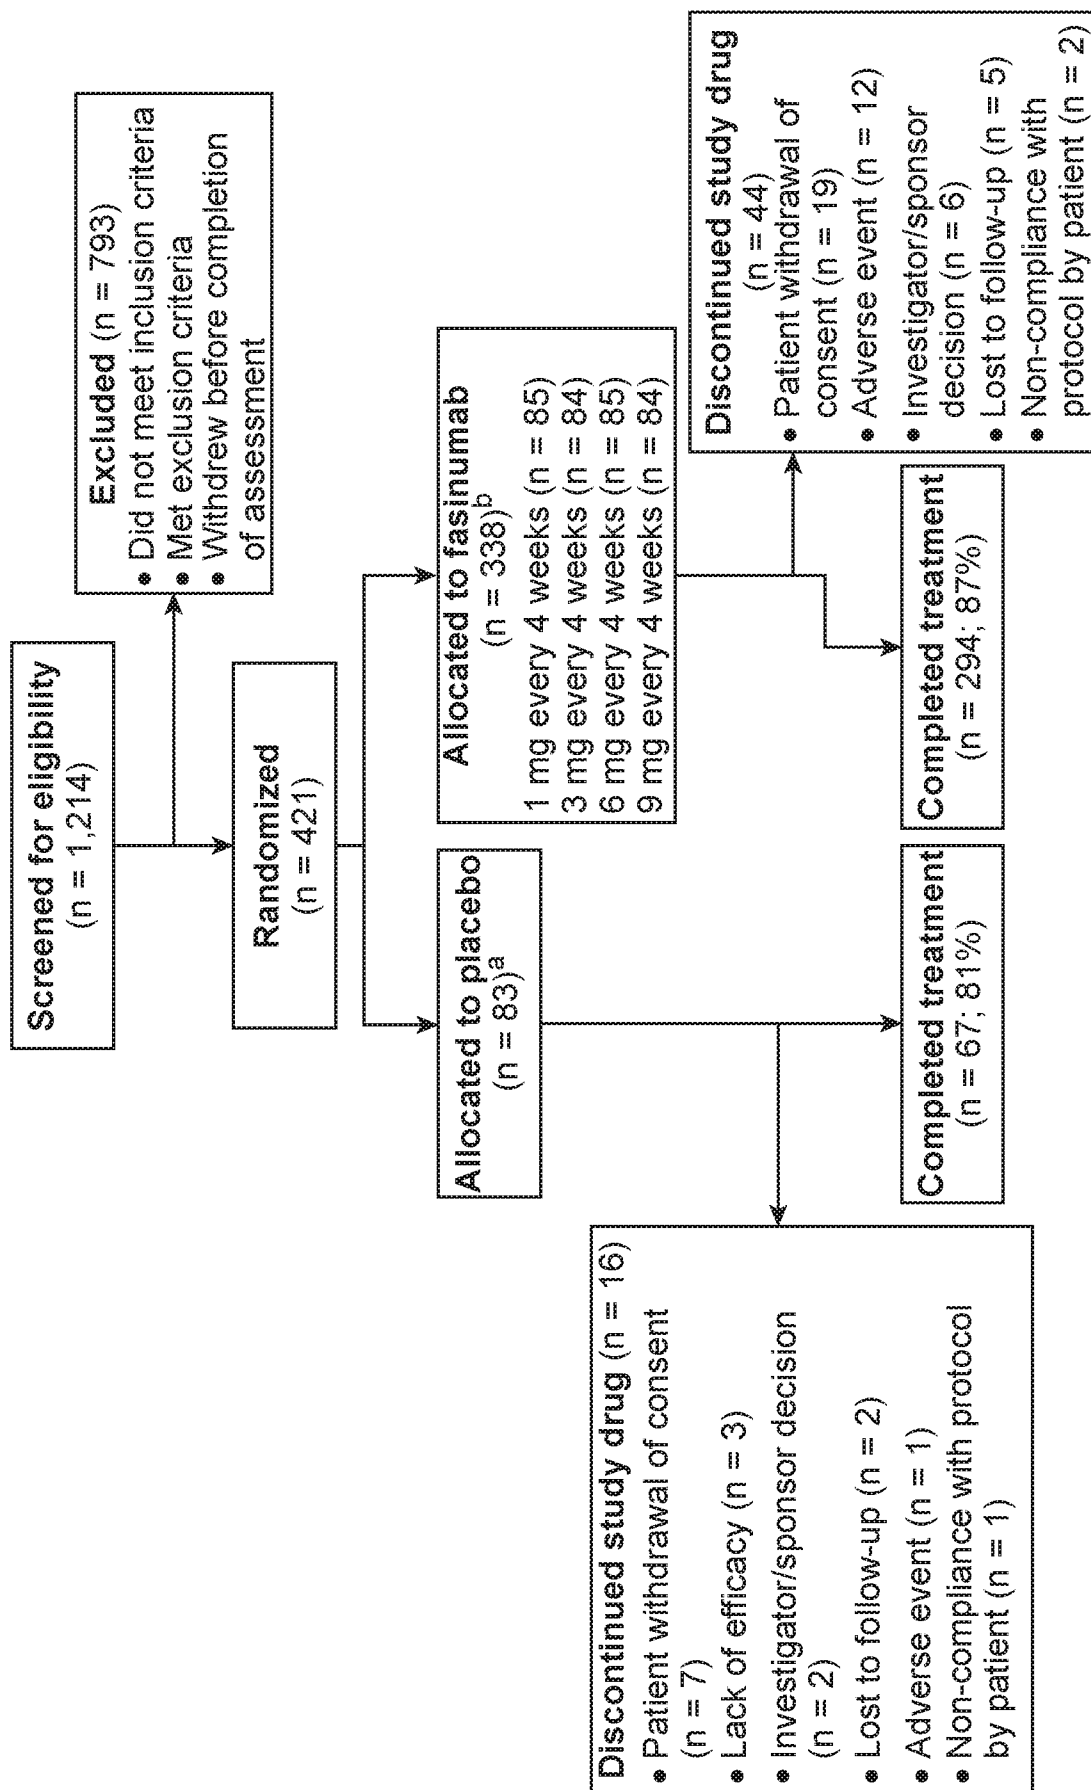 Screened for eligibility
(n = 1,214)
Excluded (n = 793)
● Did not meet inclusion criteria
● Met exclusion criteria
● Withdrew before completion
of assessment
Randomized
(n = 421)
Allocated to placebo
(n = 83)a
Allocated to fasinumab
(n = 338)b
1 mg every 4 weeks (n = 85)
3 mg every 4 weeks (n = 84)
6 mg every 4 weeks (n = 85)
9 mg every 4 weeks (n = 84)
Discontinued study drug (n = 16)
● Patient withdrawal of consent
(n = 7)
● Lack of efficacy (n = 3)
● Investigator/sponsor decision
(n = 2)
● Lost to follow-up (n = 2)
● Adverse event (n = 1)
● Non-compliance with protocol
by patient (n = 1)
Discontinued study drug
(n = 44)
● Patient withdrawal of
consent (n = 19)
● Adverse event (n = 12)
● Investigator/sponsor
decision (n = 6)
● Lost to follow-up (n = 5)
● Non-compliance with
protocol by patient (n = 2)
Completed treatment
(n = 67; 81%)
Completed treatment
(n = 294; 87%)